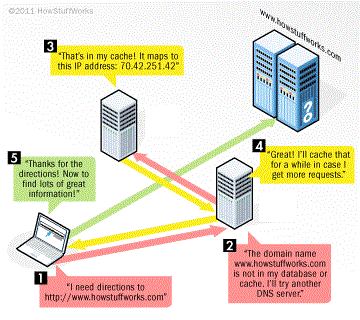 ©2011 HowStuffWorks
www.howstuffworks.com
3
"That's in my cache! It maps to
this IP address: 70.42.251.42"
?
5
"Thanks for the
directions! Now to
find lots of great
information!"
4
"Great! I'll cache that
for a while in case I
get more requests."
1
"I need directions to
http://www.howstuffworks.com"
2
"The domain name
www.howstuffworks.com
is not in my database or
cache. I'll try another
DNS server."